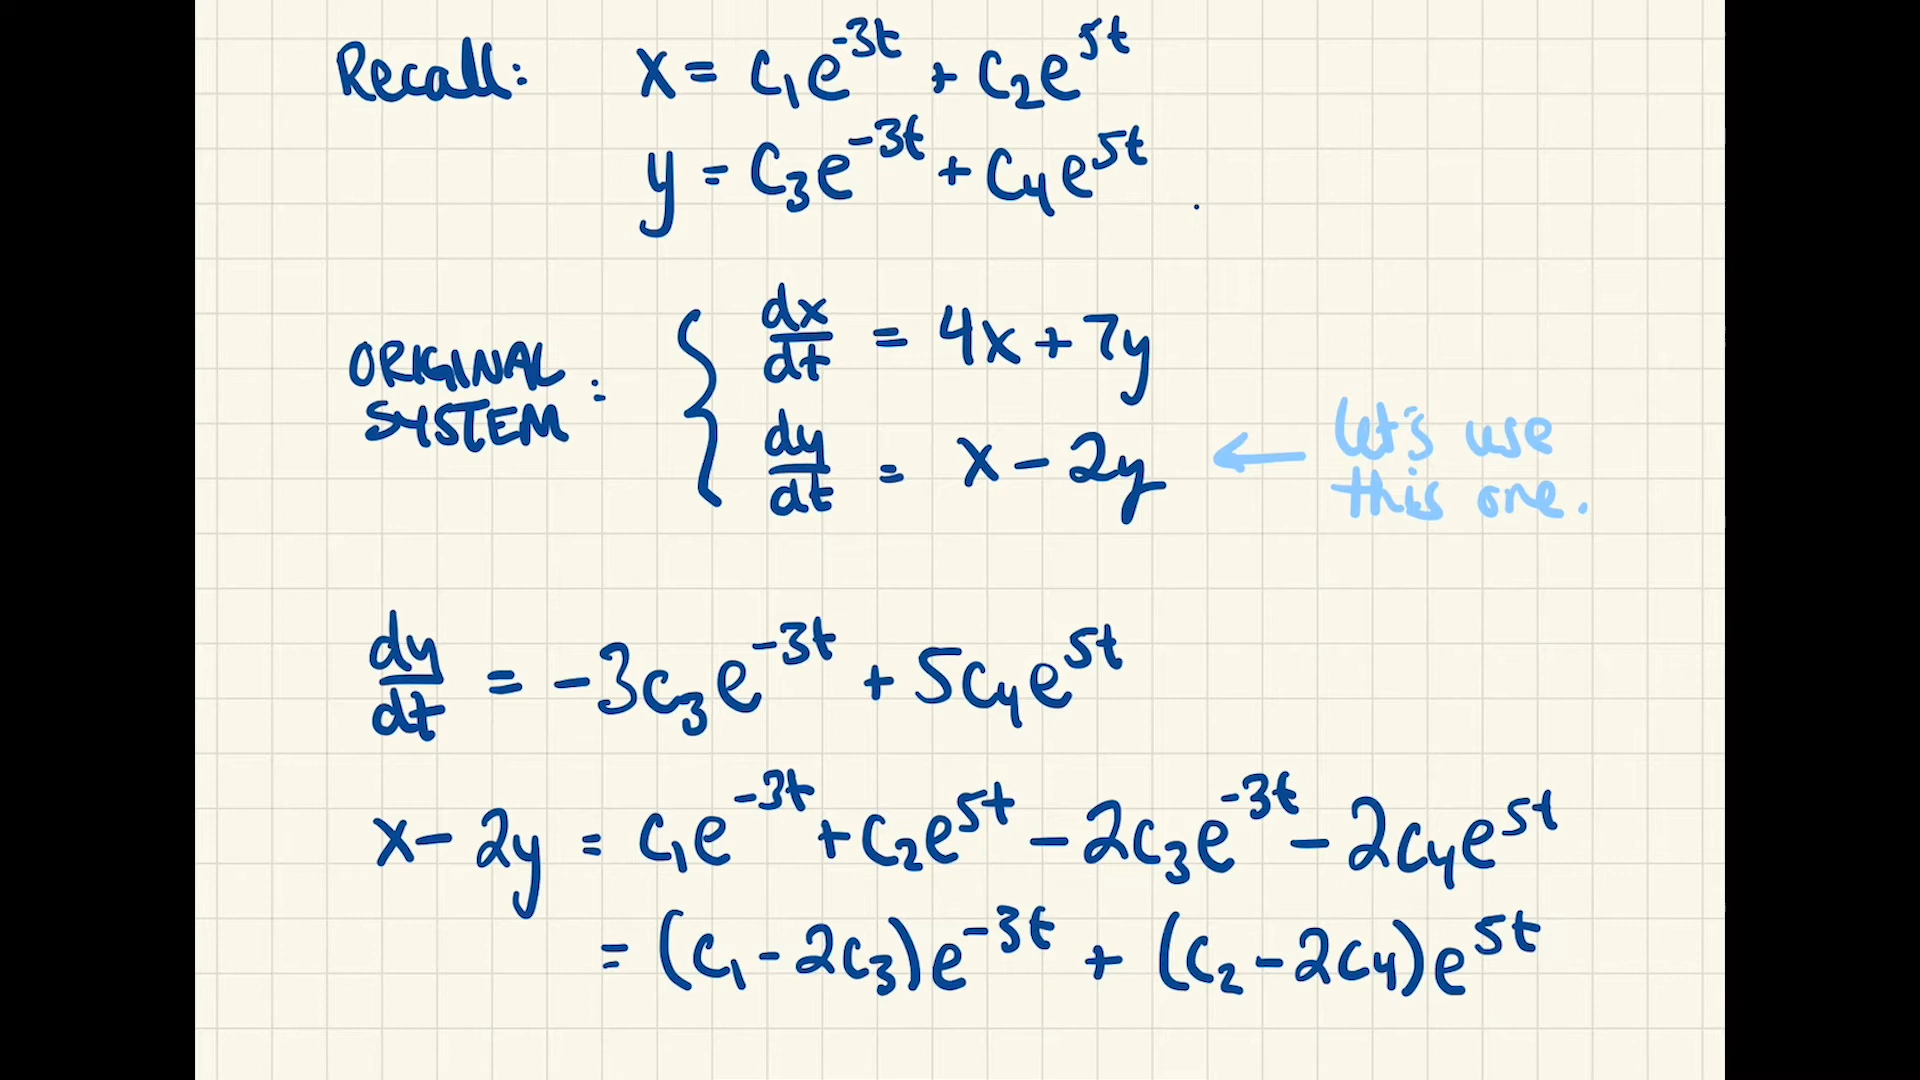 Recall: x = c₁e^{-3t} + c₂e^{5t}
y = c₃e^{-3t} + c₄e^{5t}.
ORIGINAL SYSTEM: { dx/dt = 4x + 7y
dy/dt = x - 2y ← let's use this one.
dy/dt = -3c₃e^{-3t} + 5c₄e^{5t}
x - 2y = c₁e^{-3t} + c₂e^{5t} - 2c₃e^{-3t} - 2c₄e^{5t}
= (c₁ - 2c₃)e^{-3t} + (c₂ - 2c₄)e^{5t}